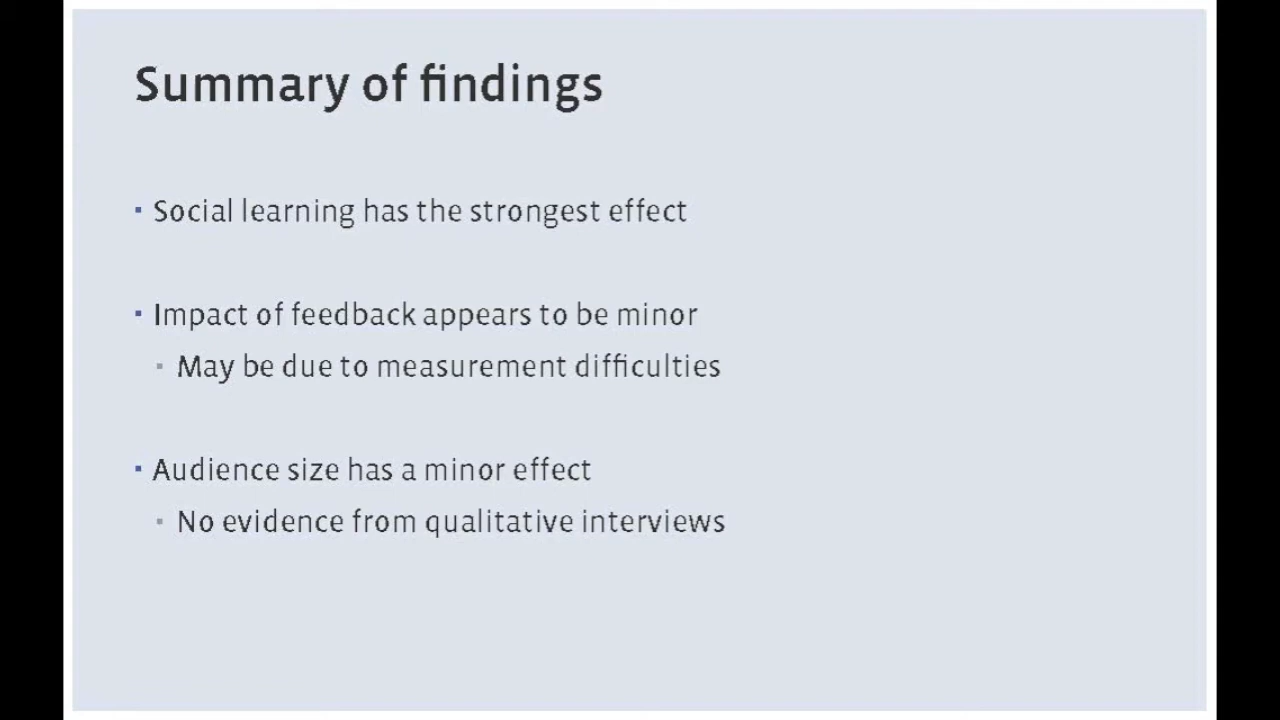 Summary of findings
▪ Social learning has the strongest effect
▪ Impact of feedback appears to be minor
▪ May be due to measurement difficulties
▪ Audience size has a minor effect
▪ No evidence from qualitative interviews